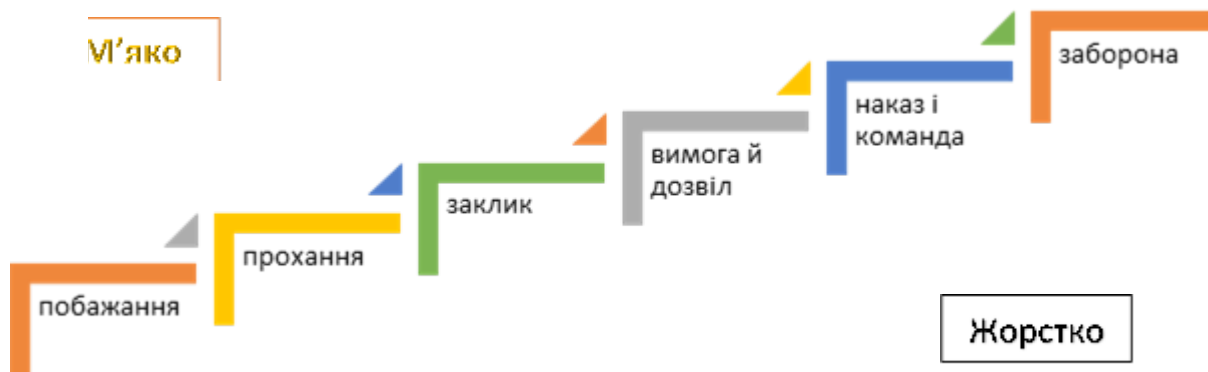 М'яко
заборона
наказ і
команда
вимога й
дозвіл
заклик
прохання
побажання
Жорстко